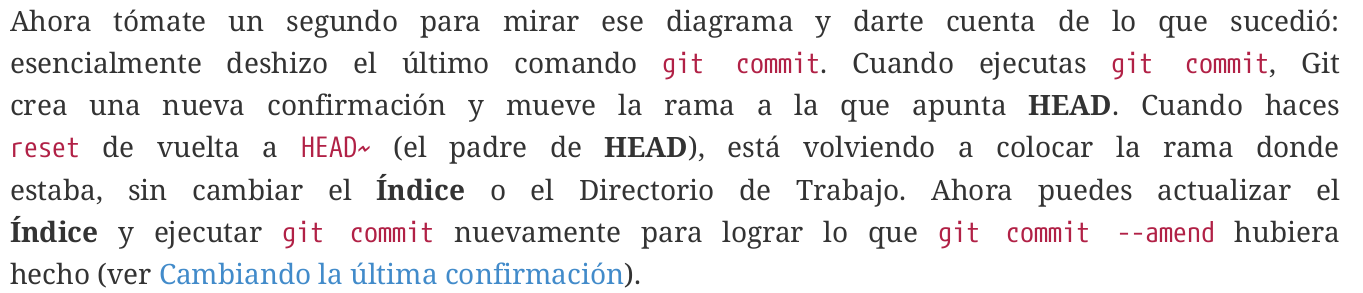 Ahora tómate un segundo para mirar ese diagrama y darte cuenta de lo que sucedió:
esencialmente deshizo el último comando git commit. Cuando ejecutas git commit, Git
crea una nueva confirmación y mueve la rama a la que apunta HEAD. Cuando haces
reset de vuelta a HEAD~ (el padre de HEAD), está volviendo a colocar la rama donde
estaba, sin cambiar el Índice o el Directorio de Trabajo. Ahora puedes actualizar el
Índice y ejecutar git commit nuevamente para lograr lo que git commit --amend hubiera
hecho (ver Cambiando la última confirmación).